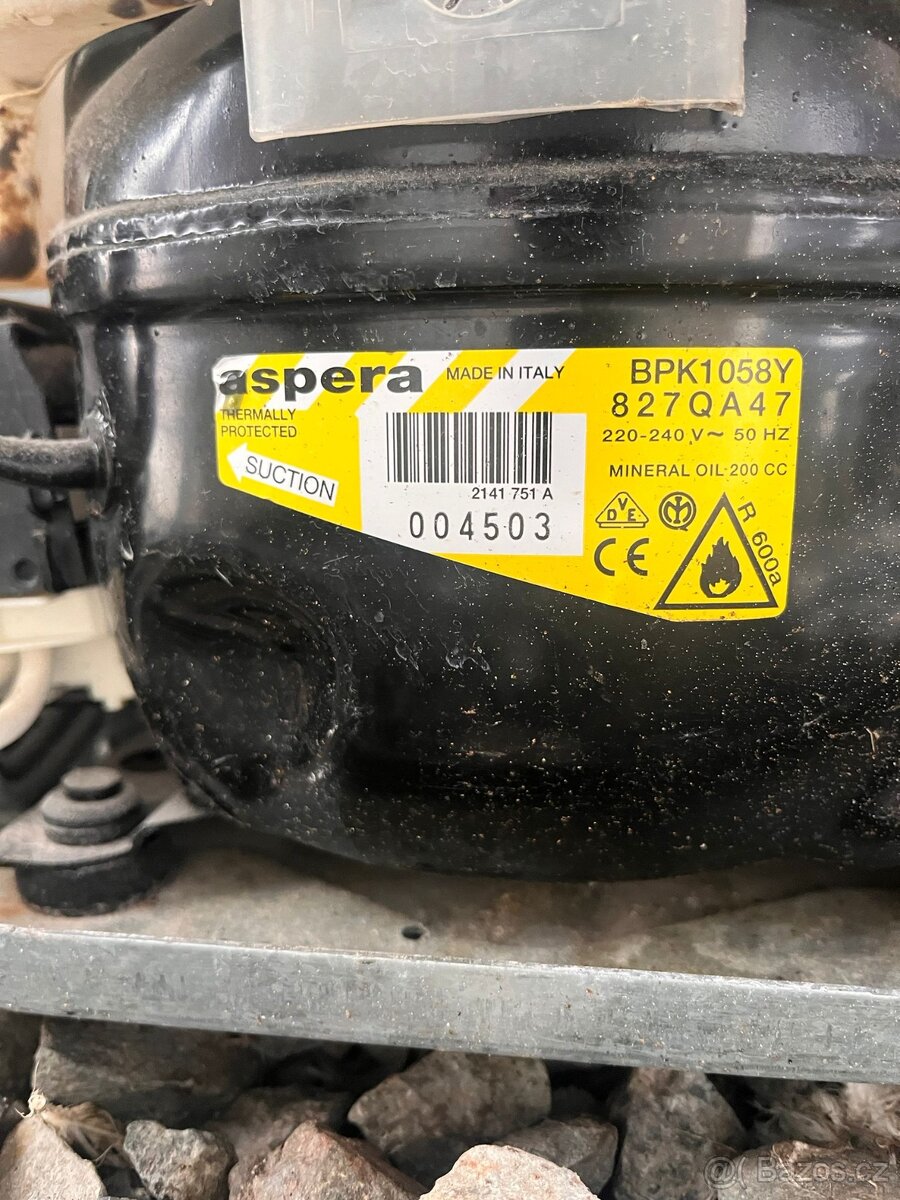 aspera MADE IN ITALY
THERMALLY
PROTECTED
SUCTION
2141 751 A
004503
BPK1058Y
827QA47
220-240 V~ 50 HZ
MINERAL OIL 200 CC
DVE
CE
R 600a
@ Bazos.cz